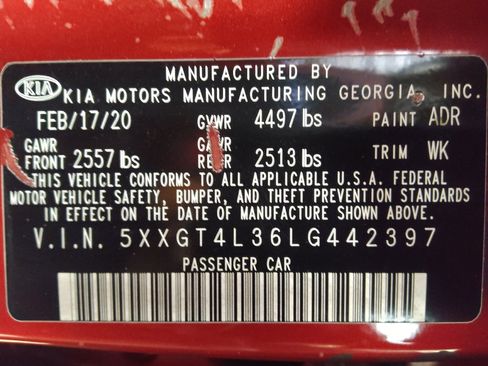 MANUFACTURED BY
KIA KIA MOTORS MANUFACTURING GEORGIA, INC.
FEB/17/20 GVWR 4497 lbs PAINT ADR
GAWR FRONT 2557 lbs GAWR REAR 2513 lbs TRIM WK
THIS VEHICLE CONFORMS TO ALL APPLICABLE U.S.A. FEDERAL
MOTOR VEHICLE SAFETY, BUMPER, AND THEFT PREVENTION STANDARDS
IN EFFECT ON THE DATE OF MANUFACTURE SHOWN ABOVE.
V.I.N. 5XXGT4L36LG442397
PASSENGER CAR